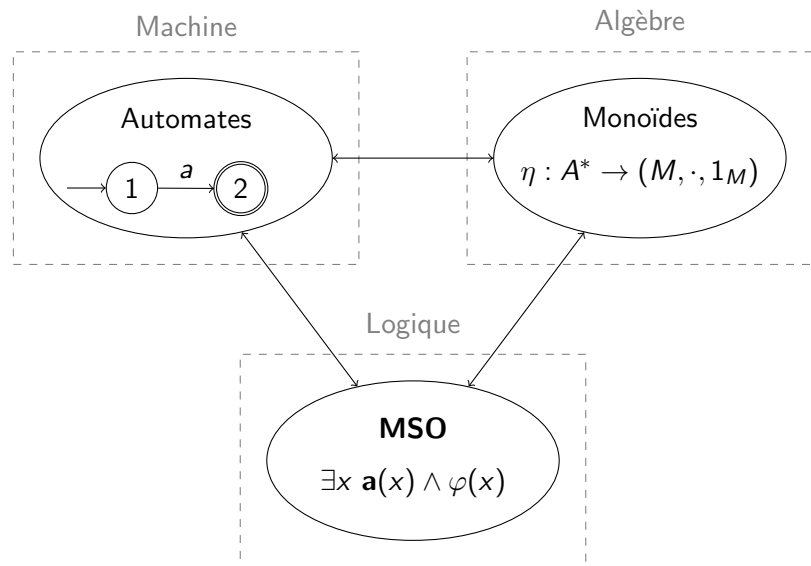 Machine
Algèbre
Automates
1
a
2
Monoïdes
η : A* → (M, ·, 1_M)
Logique
MSO
∃x a(x) ∧ φ(x)